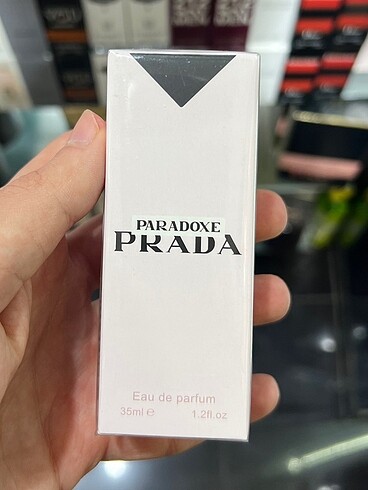 PARADOXE
PRADA
Eau de parfum
35ml ℮ 1.2fl.oz